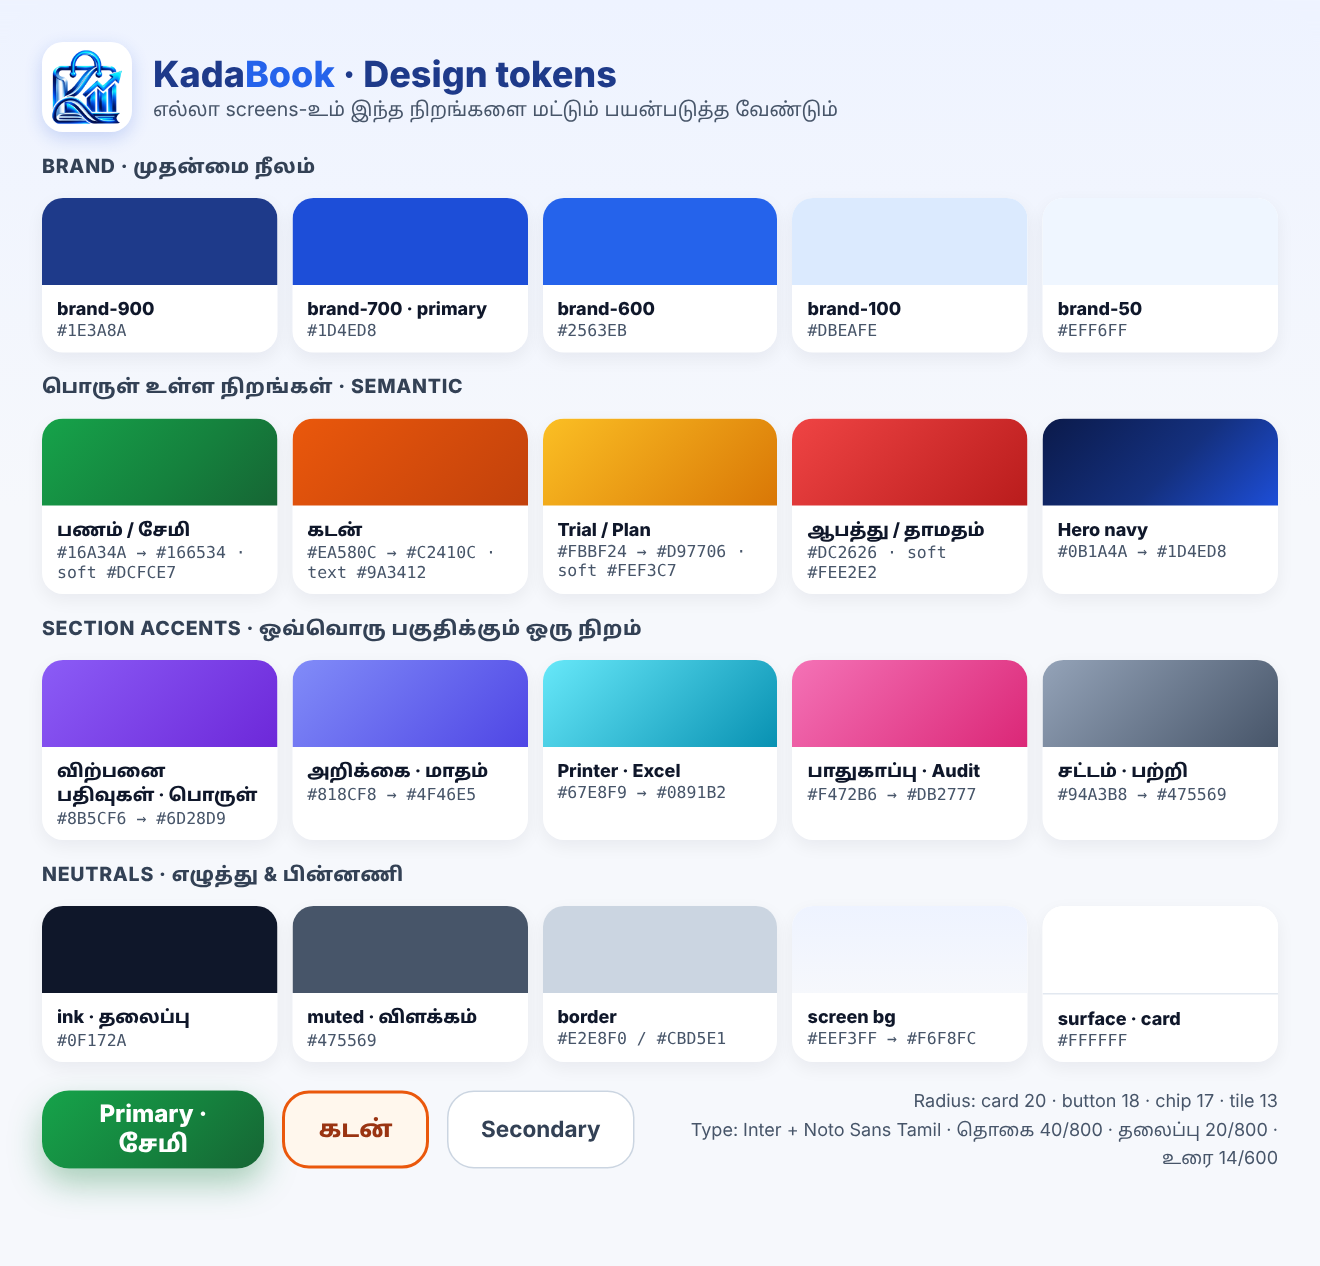 KadaBook · Design tokens
எல்லா screens-உம் இந்த நிறங்களை மட்டும் பயன்படுத்த வேண்டும்
BRAND · முதன்மை நீலம்
brand-900
#1E3A8A
brand-700 · primary
#1D4ED8
brand-600
#2563EB
brand-100
#DBEAFE
brand-50
#EFF6FF
பொருள் உள்ள நிறங்கள் · SEMANTIC
பணம் / சேமி
#16A34A → #166534 ·
soft #DCFCE7
கடன்
#EA580C → #C2410C ·
text #9A3412
Trial / Plan
#FBBF24 → #D97706 ·
soft #FEF3C7
ஆபத்து / தாமதம்
#DC2626 · soft
#FEE2E2
Hero navy
#0B1A4A → #1D4ED8
SECTION ACCENTS · ஒவ்வொரு பகுதிக்கும் ஒரு நிறம்
விற்பனை
பதிவுகள் · பொருள்
#8B5CF6 → #6D28D9
அறிக்கை · மாதம்
#818CF8 → #4F46E5
Printer · Excel
#67E8F9 → #0891B2
பாதுகாப்பு · Audit
#F472B6 → #DB2777
சட்டம் · பற்றி
#94A3B8 → #475569
NEUTRALS · எழுத்து & பின்னணி
ink · தலைப்பு
#0F172A
muted · விளக்கம்
#475569
border
#E2E8F0 / #CBD5E1
screen bg
#EEF3FF → #F6F8FC
surface · card
#FFFFFF
Primary ·
சேமி
கடன்
Secondary
Radius: card 20 · button 18 · chip 17 · tile 13
Type: Inter + Noto Sans Tamil · தொகை 40/800 · தலைப்பு 20/800 ·
உரை 14/600